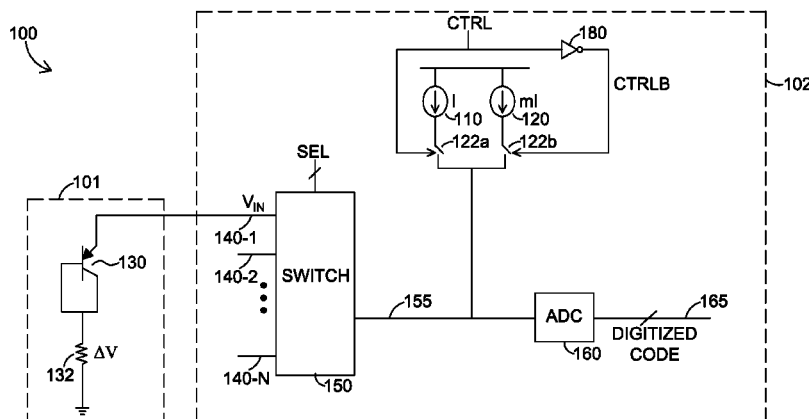 100
CTRL
180
102
CTRLB
I
mI
110
120
122a
122b
SEL
101
V_IN
140-1
130
140-2
SWITCH
155
ADC
165
DIGITIZED
CODE
160
132
ΔV
140-N
150